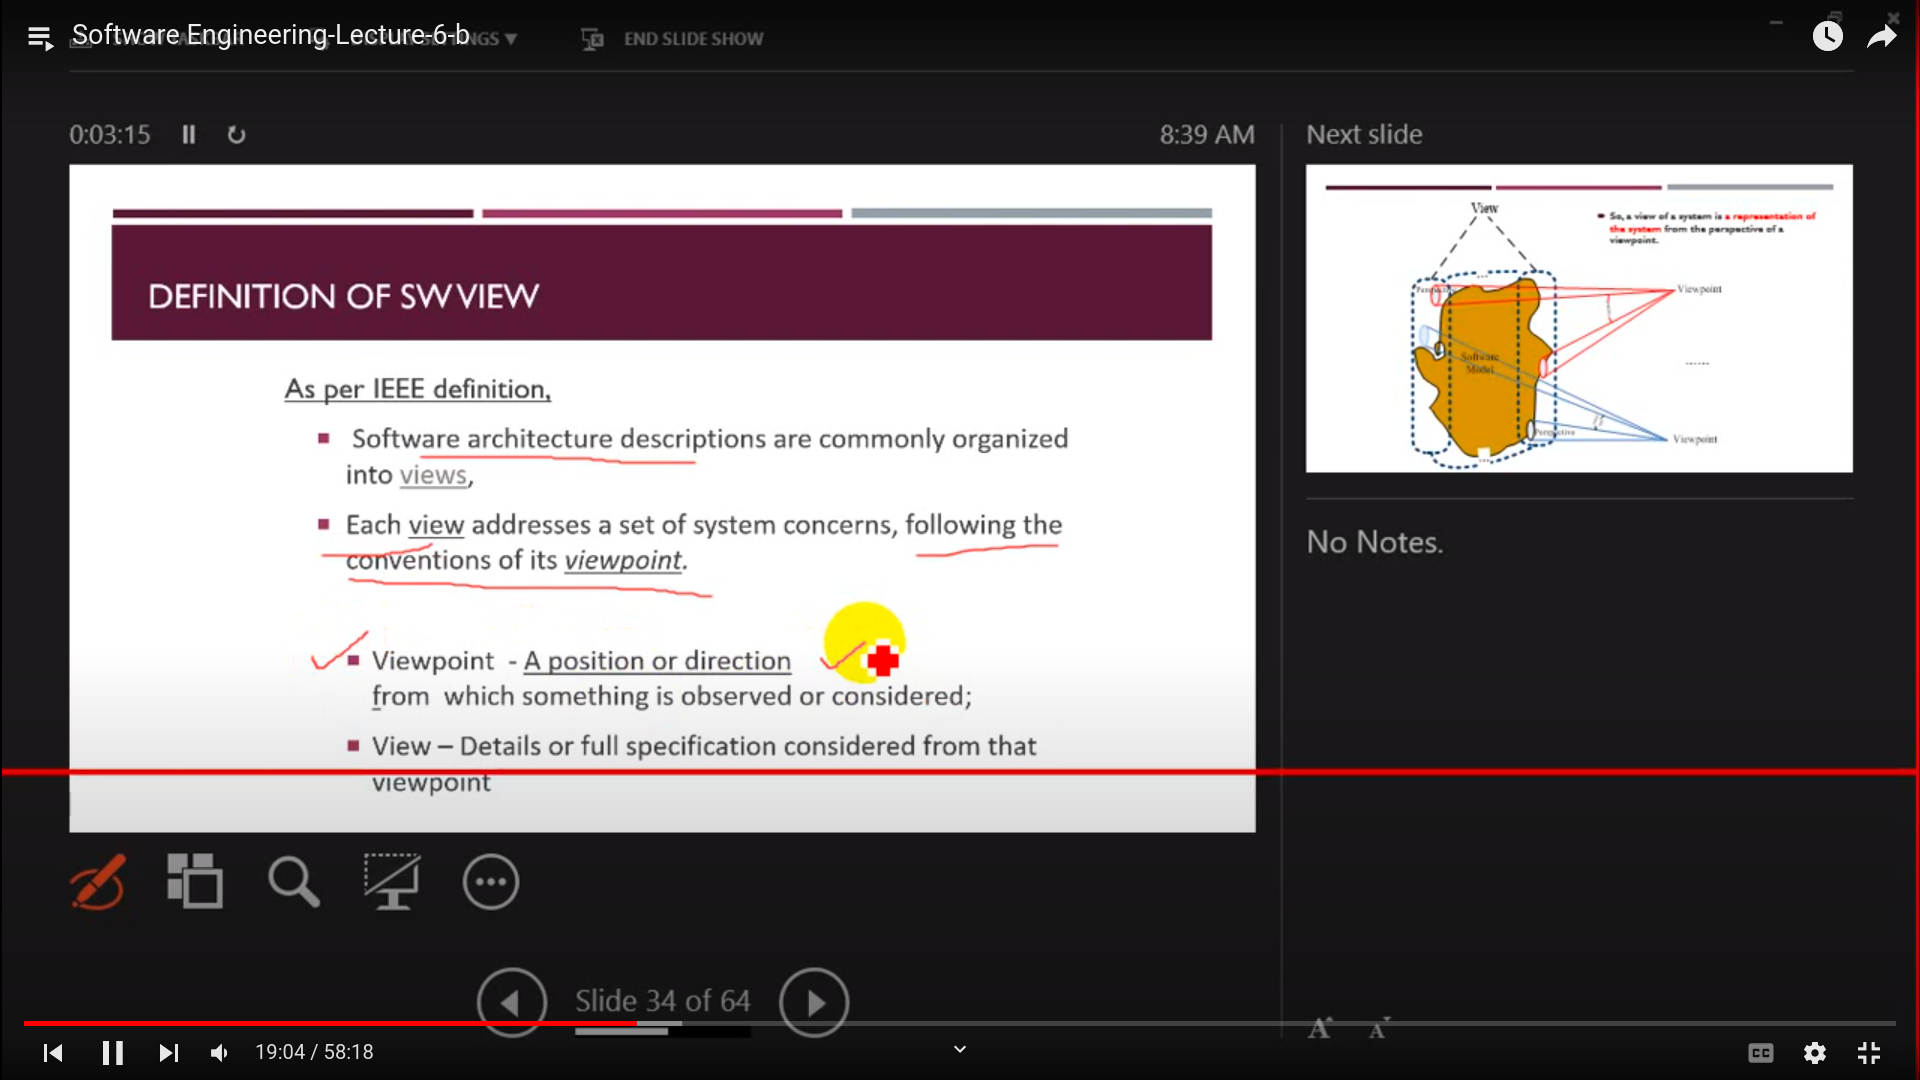 Software Engineering-Lecture-6-b
END SLIDE SHOW
0:03:15
8:39 AM
Next slide
DEFINITION OF SW VIEW
As per IEEE definition,
Software architecture descriptions are commonly organized
into views,
Each view addresses a set of system concerns, following the
conventions of its viewpoint.
Viewpoint - A position or direction
from which something is observed or considered;
View – Details or full specification considered from that
viewpoint
View
So, a view of a system is a representation of
the system from the perspective of a
viewpoint.
Viewpoint
Software
Model
Perspective
Viewpoint
No Notes.
Slide 34 of 64
A A
19:04 / 58:18
CC